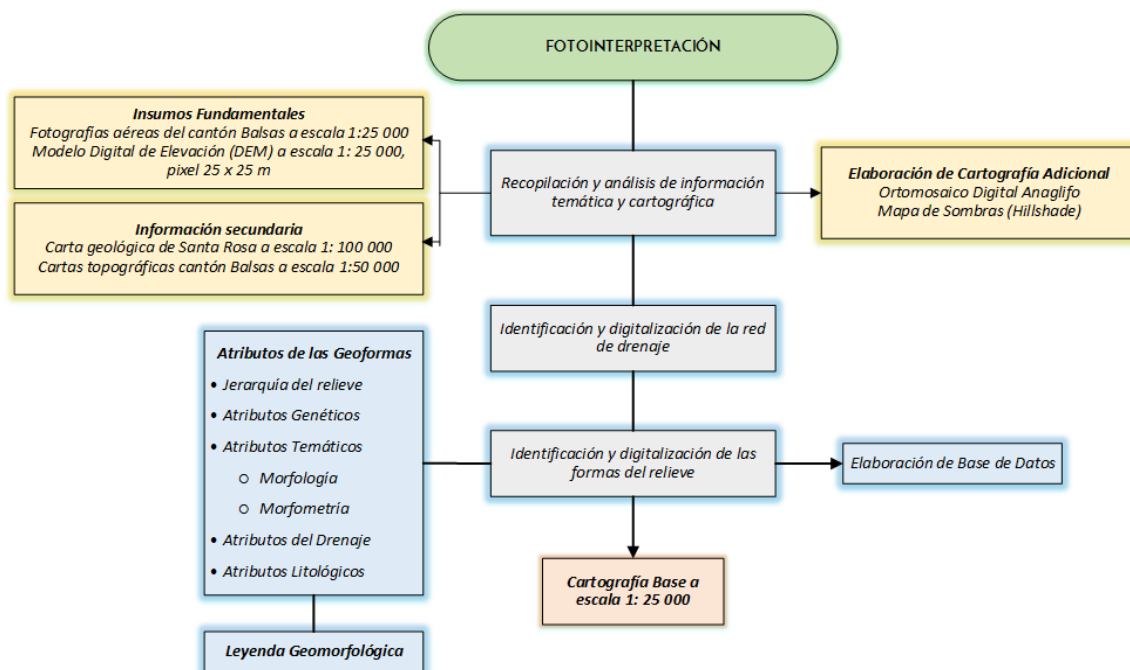 FOTOINTERPRETACIÓN
Insumos Fundamentales
Fotografías aéreas del cantón Balsas a escala 1:25 000
Modelo Digital de Elevación (DEM) a escala 1: 25 000,
pixel 25 x 25 m
Recopilación y análisis de información
temática y cartográfica
Elaboración de Cartografía Adicional
Ortomosaico Digital Anaglifo
Mapa de Sombras (Hillshade)
Información secundaria
Carta geológica de Santa Rosa a escala 1: 100 000
Cartas topográficas cantón Balsas a escala 1:50 000
Identificación y digitalización de la red
de drenaje
Atributos de las Geoformas
• Jerarquía del relieve
• Atributos Genéticos
• Atributos Temáticos
o Morfología
o Morfometría
• Atributos del Drenaje
• Atributos Litológicos
Identificación y digitalización de las
formas del relieve
Elaboración de Base de Datos
Cartografía Base a
escala 1: 25 000
Leyenda Geomorfológica